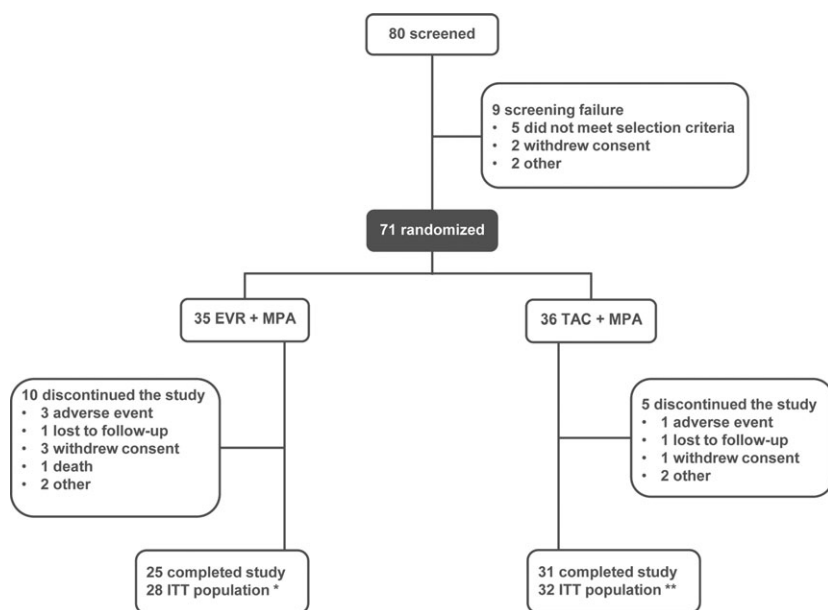 80 screened
9 screening failure
• 5 did not meet selection criteria
• 2 withdrew consent
• 2 other
71 randomized
35 EVR + MPA
36 TAC + MPA
10 discontinued the study
• 3 adverse event
• 1 lost to follow-up
• 3 withdrew consent
• 1 death
• 2 other
5 discontinued the study
• 1 adverse event
• 1 lost to follow-up
• 1 withdrew consent
• 2 other
25 completed study
28 ITT population *
31 completed study
32 ITT population **